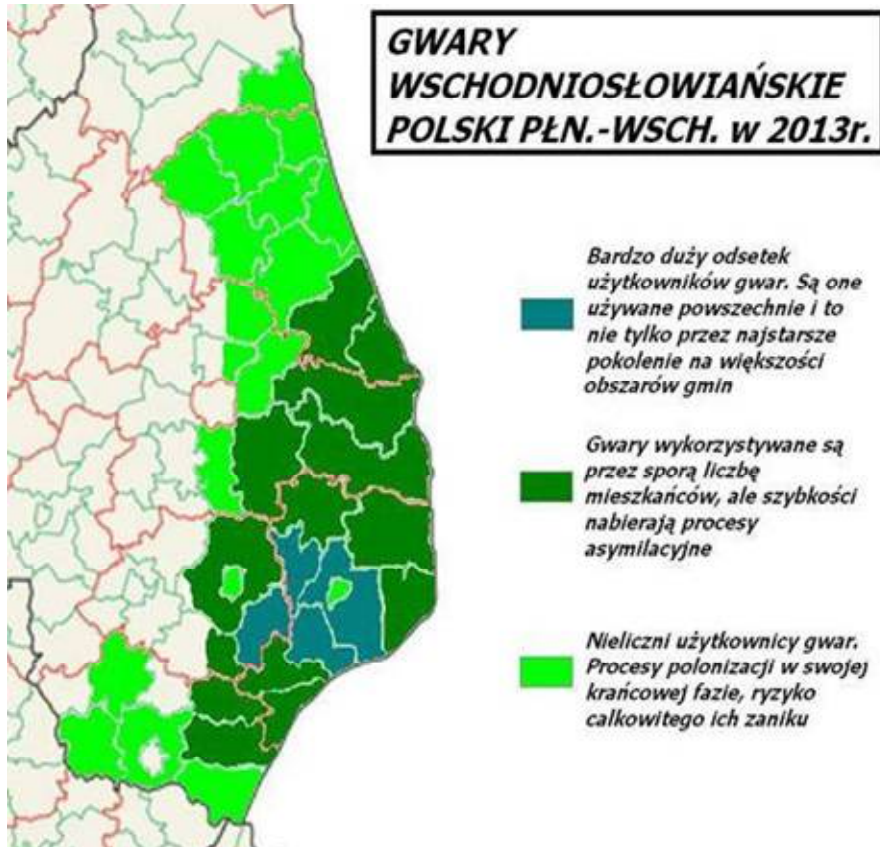 GWARY
WSCHODNIOSŁOWIAŃSKIE
POLSKI PŁN.-WSCH. w 2013r.
Bardzo duży odsetek
użytkowników gwar. Są one
używane powszechnie i to
nie tylko przez najstarsze
pokolenie na większości
obszarów gmin
Gwary wykorzystywane są
przez sporą liczbę
mieszkańców, ale szybkości
nabierają procesy
asymilacyjne
Nieliczni użytkownicy gwar.
Procesy polonizacji w swojej
krańcowej fazie, ryzyko
calkowitego ich zaniku